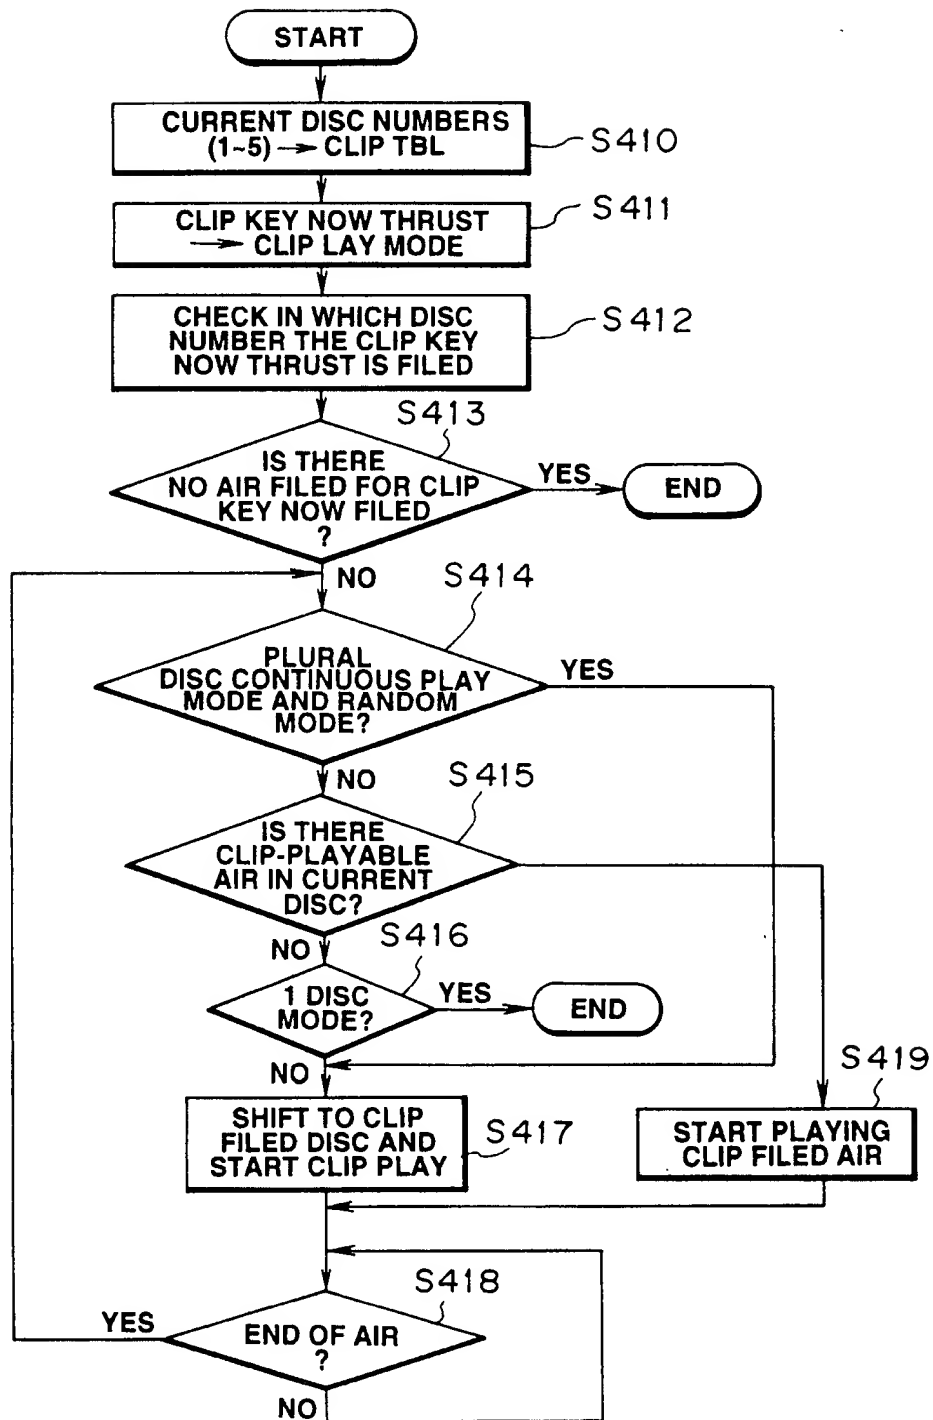 START
CURRENT DISC NUMBERS
(1~5) → CLIP TBL
S410
CLIP KEY NOW THRUST
→ CLIP LAY MODE
S411
CHECK IN WHICH DISC
NUMBER THE CLIP KEY
NOW THRUST IS FILED
S412
S413
IS THERE
NO AIR FILED FOR CLIP
KEY NOW FILED
?
YES
END
NO
S414
PLURAL
DISC CONTINUOUS PLAY
MODE AND RANDOM
MODE?
YES
NO
S415
IS THERE
CLIP-PLAYABLE
AIR IN CURRENT
DISC?
NO
S416
1 DISC
MODE?
YES
END
NO
SHIFT TO CLIP
FILED DISC AND
START CLIP PLAY
S417
S419
START PLAYING
CLIP FILED AIR
S418
END OF AIR
?
YES
NO